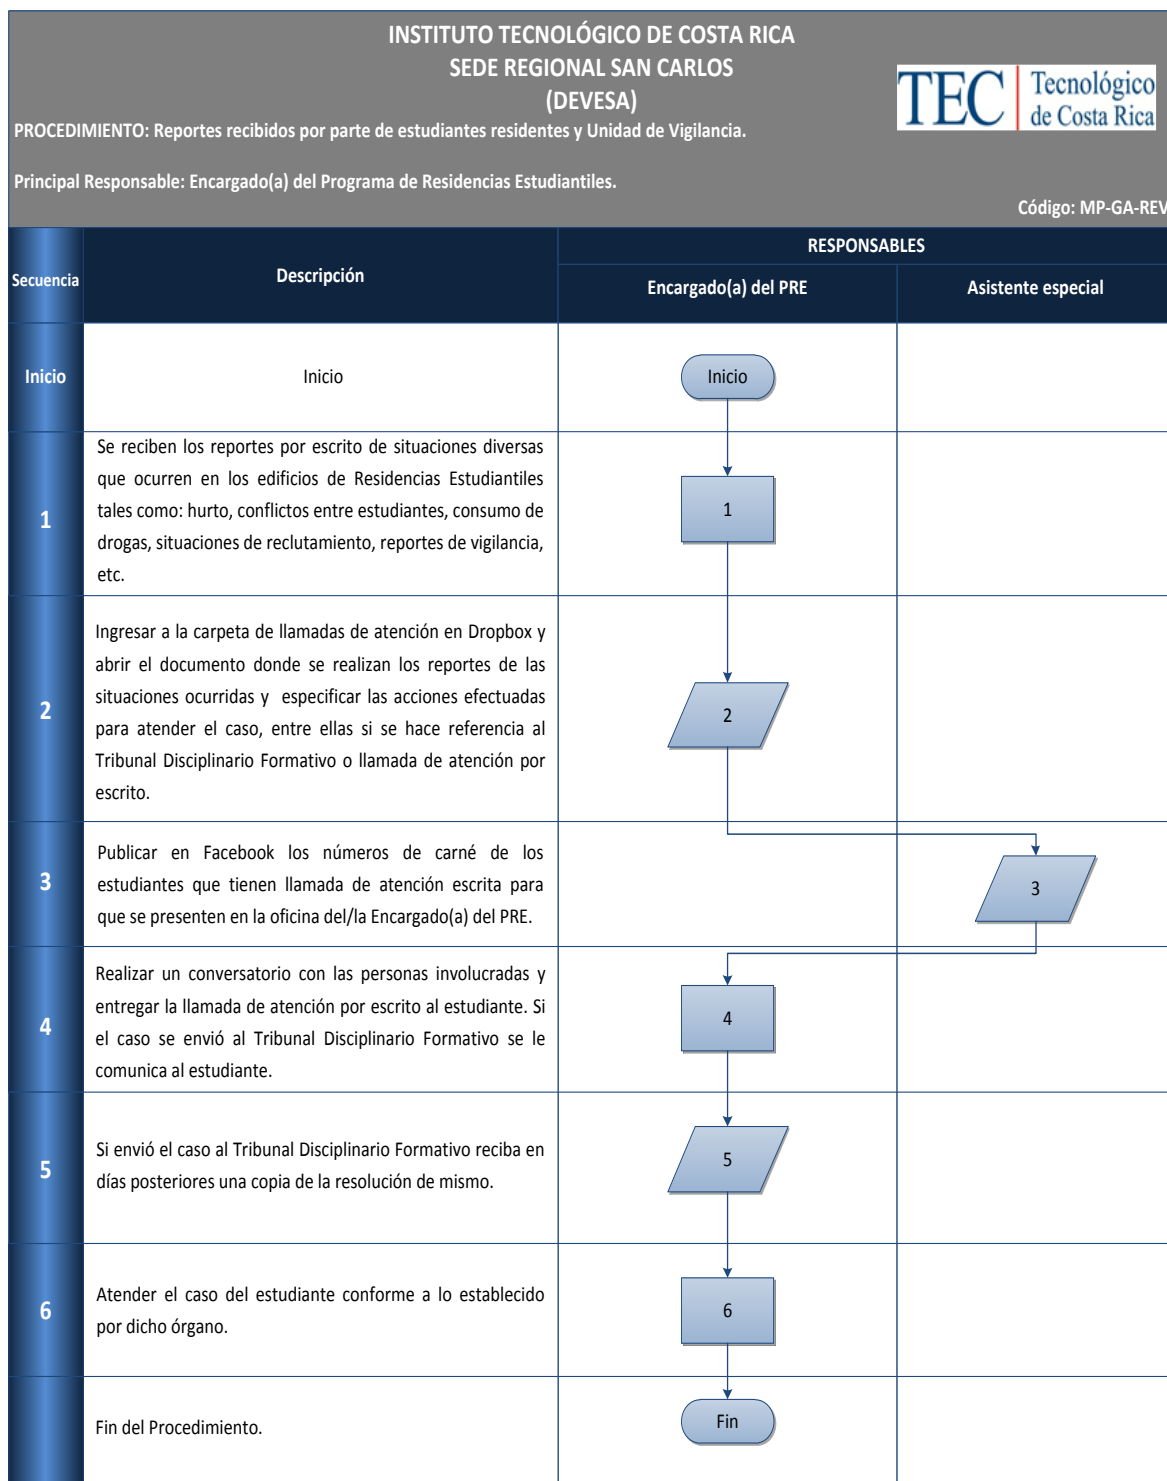 INSTITUTO TECNOLÓGICO DE COSTA RICA
SEDE REGIONAL SAN CARLOS
(DEVESA)
TEC Tecnológico
de Costa Rica
PROCEDIMIENTO: Reportes recibidos por parte de estudiantes residentes y Unidad de Vigilancia.
Principal Responsable: Encargado(a) del Programa de Residencias Estudiantiles.
Código: MP-GA-REV
Secuencia
Descripción
RESPONSABLES
Encargado(a) del PRE
Asistente especial
Inicio
Inicio
Inicio
1
Se reciben los reportes por escrito de situaciones diversas
que ocurren en los edificios de Residencias Estudiantiles
tales como: hurto, conflictos entre estudiantes, consumo de
drogas, situaciones de reclutamiento, reportes de vigilancia,
etc.
1
2
Ingresar a la carpeta de llamadas de atención en Dropbox y
abrir el documento donde se realizan los reportes de las
situaciones ocurridas y especificar las acciones efectuadas
para atender el caso, entre ellas si se hace referencia al
Tribunal Disciplinario Formativo o llamada de atención por
escrito.
2
3
Publicar en Facebook los números de carné de los
estudiantes que tienen llamada de atención escrita para
que se presenten en la oficina del/la Encargado(a) del PRE.
3
4
Realizar un conversatorio con las personas involucradas y
entregar la llamada de atención por escrito al estudiante. Si
el caso se envió al Tribunal Disciplinario Formativo se le
comunica al estudiante.
4
5
Si envió el caso al Tribunal Disciplinario Formativo reciba en
días posteriores una copia de la resolución de mismo.
5
6
Atender el caso del estudiante conforme a lo establecido
por dicho órgano.
6
Fin del Procedimiento.
Fin